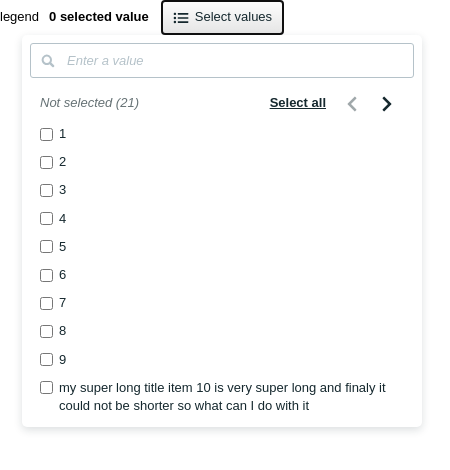 legend 0 selected value Select values
Enter a value
Not selected (21) Select all
1
2
3
4
5
6
7
8
9
my super long title item 10 is very super long and finaly it
could not be shorter so what can I do with it